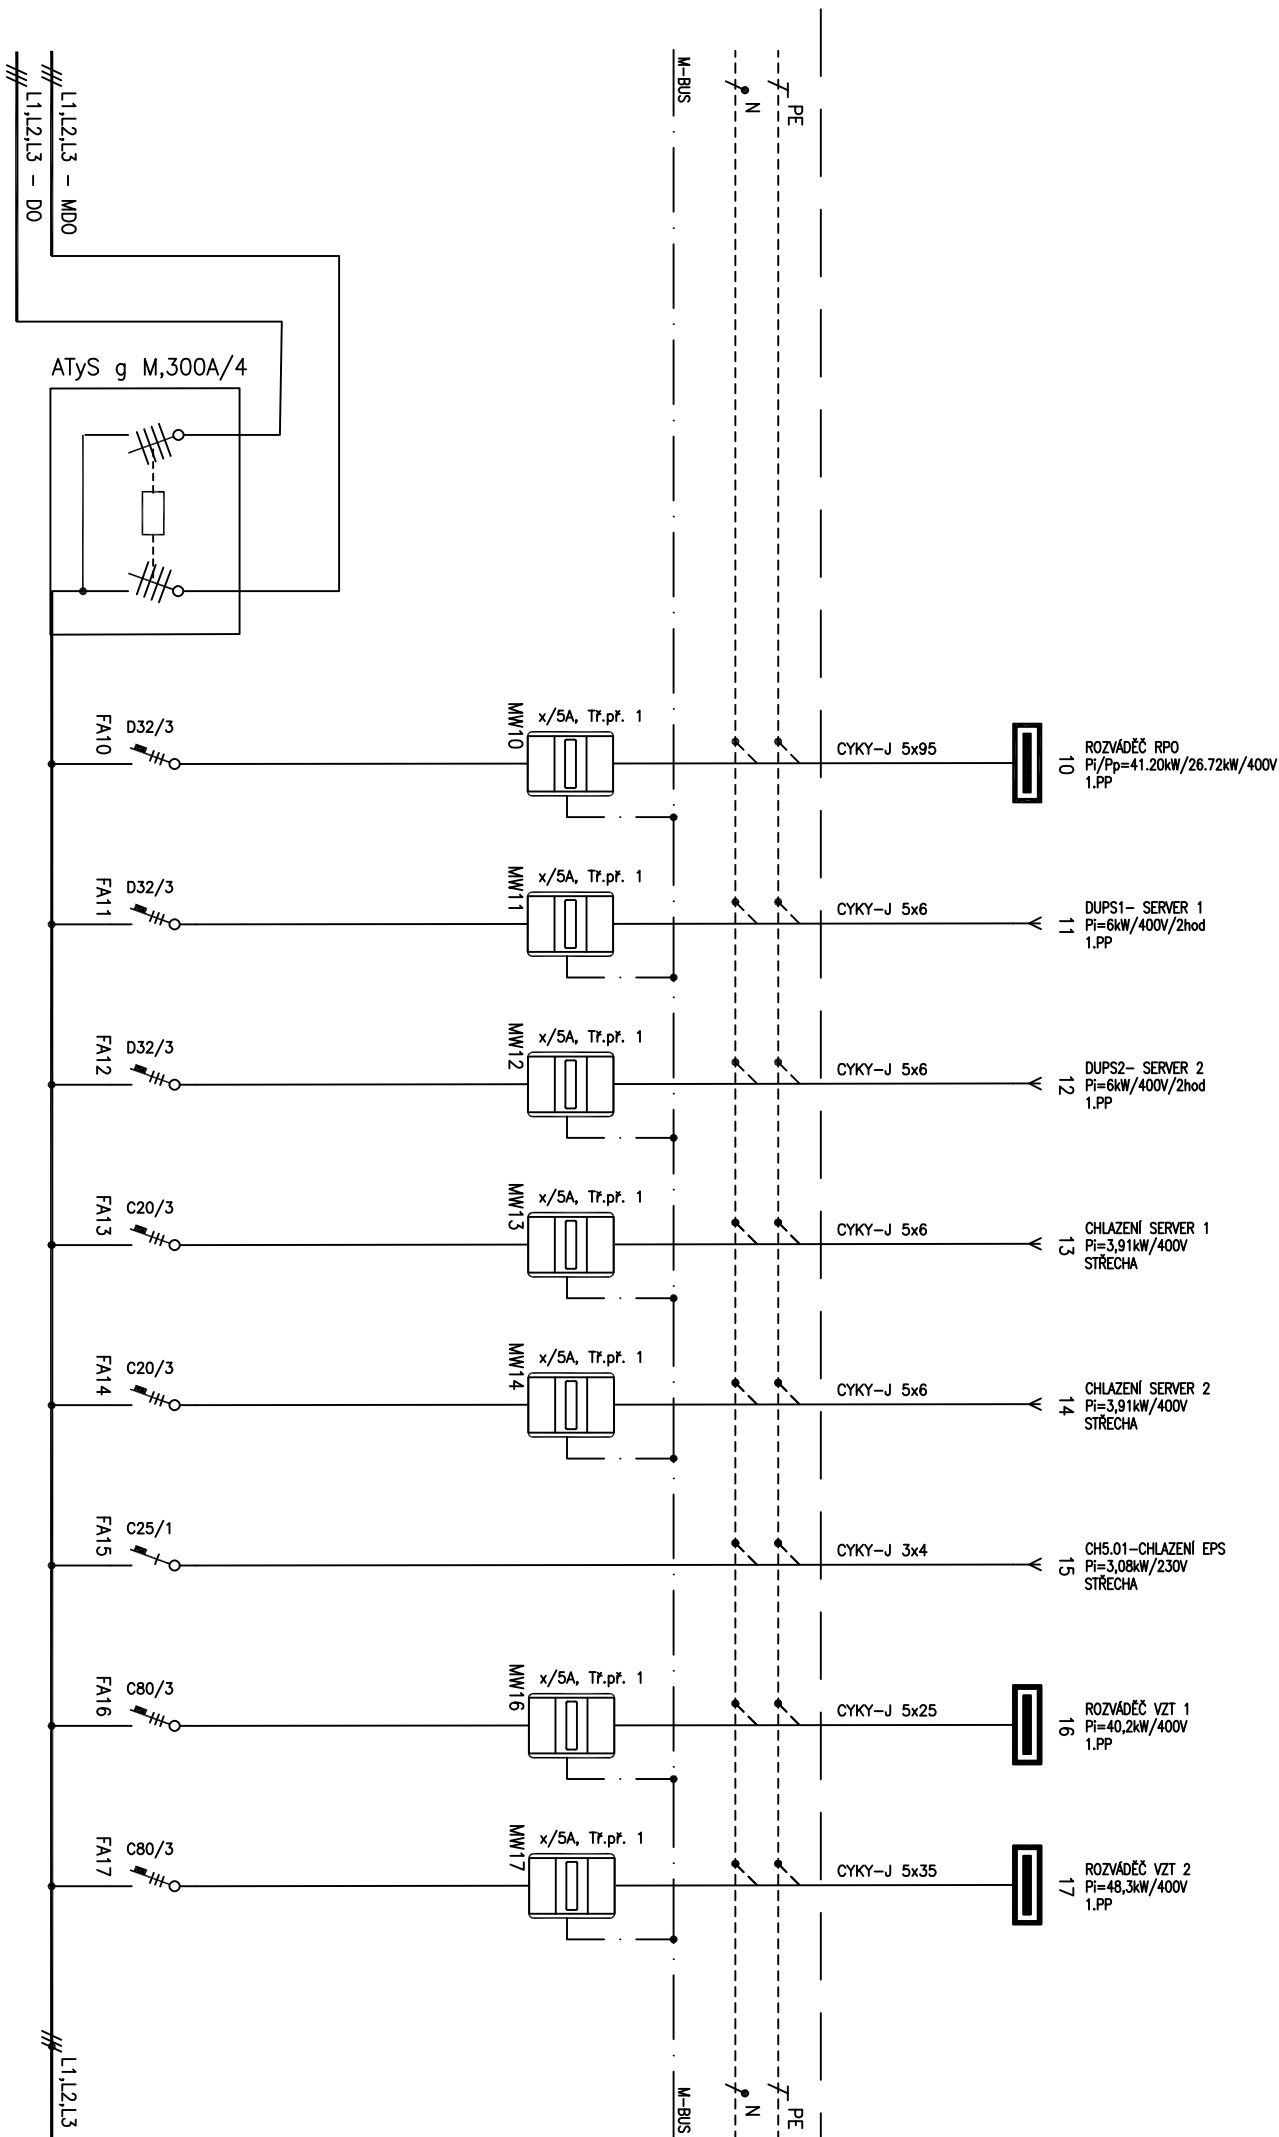 L1,L2,L3 - DO
L1,L2,L3 - MDO
M-BUS
N
PE
ATyS g M,300A/4
FA10
D32/3
MW10
x/5A, Tř.př. 1
CYKY-J 5x95
10
ROZVÁDĚČ RPO
Pi/Pp=41.20kW/26.72kW/400V
1.PP
FA11
D32/3
MW11
x/5A, Tř.př. 1
CYKY-J 5x6
11
DUPS1- SERVER 1
Pi=6kW/400V/2hod
1.PP
FA12
D32/3
MW12
x/5A, Tř.př. 1
CYKY-J 5x6
12
DUPS2- SERVER 2
Pi=6kW/400V/2hod
1.PP
FA13
C20/3
MW13
x/5A, Tř.př. 1
CYKY-J 5x6
13
CHLAZENÍ SERVER 1
Pi=3,91kW/400V
STŘECHA
FA14
C20/3
MW14
x/5A, Tř.př. 1
CYKY-J 5x6
14
CHLAZENÍ SERVER 2
Pi=3,91kW/400V
STŘECHA
FA15
C25/1
CYKY-J 3x4
15
CH5.01-CHLAZENÍ EPS
Pi=3,08kW/230V
STŘECHA
FA16
C80/3
MW16
x/5A, Tř.př. 1
CYKY-J 5x25
16
ROZVÁDĚČ VZT 1
Pi=40,2kW/400V
1.PP
FA17
C80/3
MW17
x/5A, Tř.př. 1
CYKY-J 5x35
17
ROZVÁDĚČ VZT 2
Pi=48,3kW/400V
1.PP
L1,L2,L3
M-BUS
N
PE